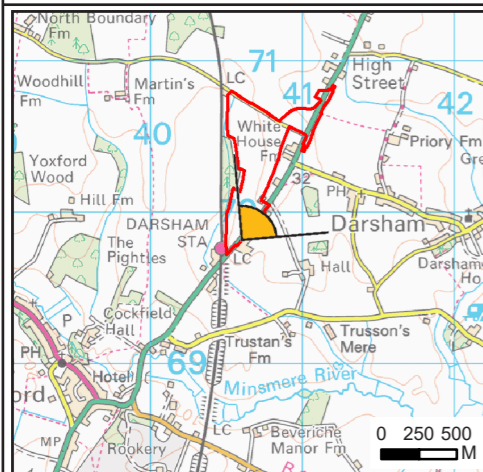 North Boundary
Fm
Woodhill
Fm
Martin's
Fm
LC
71
High
Street
41
42
40
White
House
Fm
Priory Fm
Gre
Yoxford
Wood
32
PH
Hill Fm
DARSHAM
STA
Darsham
The
Pightles
LC
Hall
Darsham
Ho
Cockfield
Hall
P
Trustan's
Fm
Trusson's
Mere
PH
69
Hotel
ord
Minsmere River
MP
Rookery
LC
Beveriche
Manor Fm
R
0 250 500
M